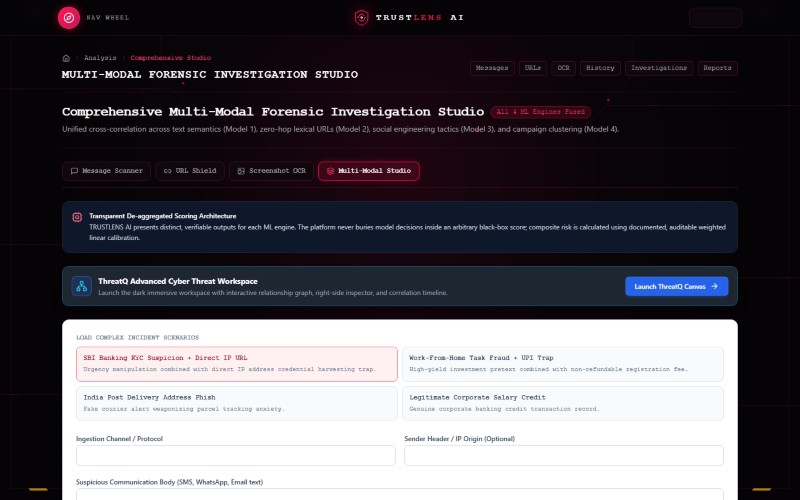 NAV WHEEL
TRUSTLENS AI
Analysis
Comprehensive Studio
MULTI-MODAL FORENSIC INVESTIGATION STUDIO
Messages
URLs
OCR
History
Investigations
Reports
Comprehensive Multi-Modal Forensic Investigation Studio
All 4 ML Engines Fused
Unified cross-correlation across text semantics (Model 1), zero-hop lexical URLs (Model 2), social engineering tactics (Model 3), and campaign clustering (Model 4).
Message Scanner
URL Shield
Screenshot OCR
Multi-Modal Studio
Transparent De-aggregated Scoring Architecture
TRUSTLENS AI presents distinct, verifiable outputs for each ML engine. The platform never buries model decisions inside an arbitrary black-box score; composite risk is calculated using documented, auditable weighted
linear calibration.
ThreatQ Advanced Cyber Threat Workspace
Launch the dark immersive workspace with interactive relationship graph, right-side inspector, and correlation timeline.
Launch ThreatQ Canvas
LOAD COMPLEX INCIDENT SCENARIOS
SBI Banking KYC Suspicion + Direct IP URL
Urgency manipulation combined with direct IP address credential harvesting trap.
Work-From-Home Task Fraud + UPI Trap
High-yield investment pretext combined with non-refundable registration fee.
India Post Delivery Address Phish
Fake courier alert weaponizing parcel tracking anxiety.
Legitimate Corporate Salary Credit
Genuine corporate banking credit transaction record.
Ingestion Channel / Protocol
Sender Header / IP Origin (Optional)
Suspicious Communication Body (SMS, WhatsApp, Email text)